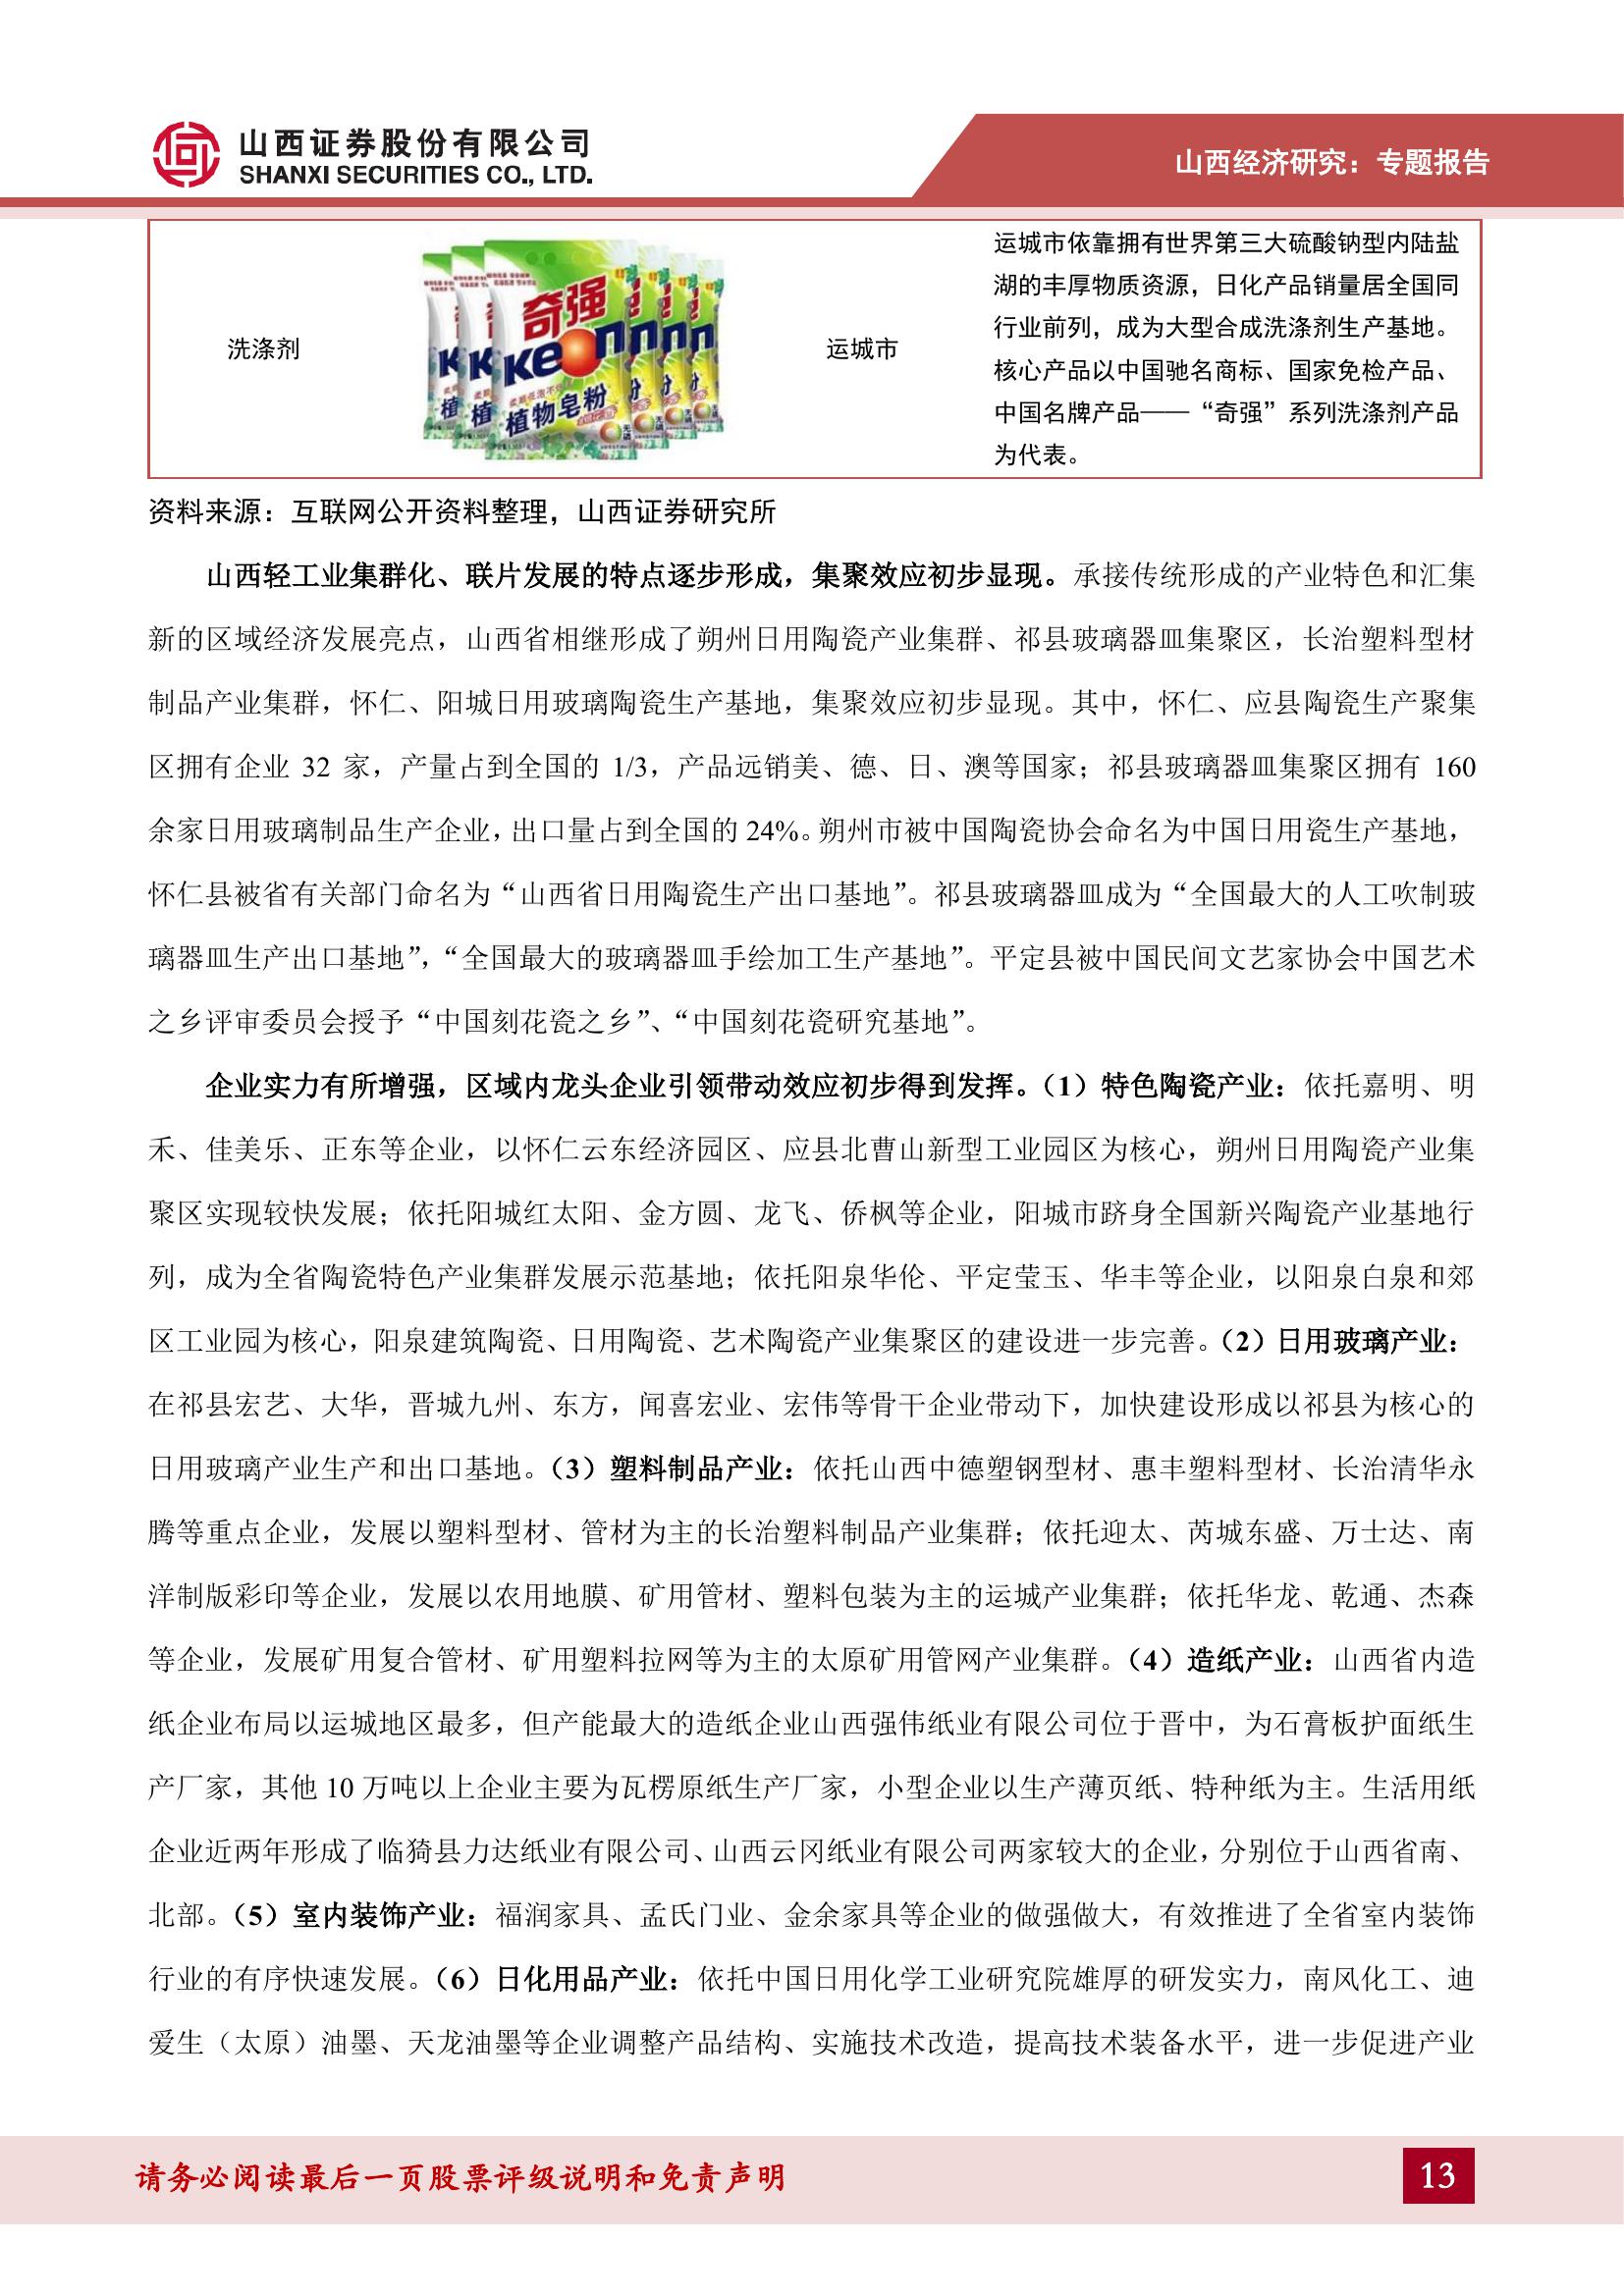 山西证券股份有限公司
SHANXI SECURITIES CO., LTD.
山西经济研究：专题报告
洗涤剂
奇强
keon
植物皂粉
运城市
运城市依靠拥有世界第三大硫酸钠型内陆盐
湖的丰厚物质资源，日化产品销量居全国同
行业前列，成为大型合成洗涤剂生产基地。
核心产品以中国驰名商标、国家免检产品、
中国名牌产品——“奇强”系列洗涤剂产品
为代表。
资料来源：互联网公开资料整理，山西证券研究所
山西轻工业集群化、联片发展的特点逐步形成，集聚效应初步显现。承接传统形成的产业特色和汇集
新的区域经济发展亮点，山西省相继形成了朔州日用陶瓷产业集群、祁县玻璃器皿集聚区，长治塑料型材
制品产业集群，怀仁、阳城日用玻璃陶瓷生产基地，集聚效应初步显现。其中，怀仁、应县陶瓷生产聚集
区拥有企业 32 家，产量占到全国的 1/3，产品远销美、德、日、澳等国家；祁县玻璃器皿集聚区拥有 160
余家日用玻璃制品生产企业，出口量占到全国的 24%。朔州市被中国陶瓷协会命名为中国日用瓷生产基地，
怀仁县被省有关部门命名为“山西省日用陶瓷生产出口基地”。祁县玻璃器皿成为“全国最大的人工吹制玻
璃器皿生产出口基地”，“全国最大的玻璃器皿手绘加工生产基地”。平定县被中国民间文艺家协会中国艺术
之乡评审委员会授予“中国刻花瓷之乡”、“中国刻花瓷研究基地”。
企业实力有所增强，区域内龙头企业引领带动效应初步得到发挥。（1）特色陶瓷产业：依托嘉明、明
禾、佳美乐、正东等企业，以怀仁云东经济园区、应县北曹山新型工业园区为核心，朔州日用陶瓷产业集
聚区实现较快发展；依托阳城红太阳、金方圆、龙飞、侨枫等企业，阳城市跻身全国新兴陶瓷产业基地行
列，成为全省陶瓷特色产业集群发展示范基地；依托阳泉华伦、平定莹玉、华丰等企业，以阳泉白泉和郊
区工业园为核心，阳泉建筑陶瓷、日用陶瓷、艺术陶瓷产业集聚区的建设进一步完善。（2）日用玻璃产业：
在祁县宏艺、大华，晋城九州、东方，闻喜宏业、宏伟等骨干企业带动下，加快建设形成以祁县为核心的
日用玻璃产业生产和出口基地。（3）塑料制品产业：依托山西中德塑钢型材、惠丰塑料型材、长治清华永
腾等重点企业，发展以塑料型材、管材为主的长治塑料制品产业集群；依托迎太、芮城东盛、万士达、南
洋制版彩印等企业，发展以农用地膜、矿用管材、塑料包装为主的运城产业集群；依托华龙、乾通、杰森
等企业，发展矿用复合管材、矿用塑料拉网等为主的太原矿用管网产业集群。（4）造纸产业：山西省内造
纸企业布局以运城地区最多，但产能最大的造纸企业山西强伟纸业有限公司位于晋中，为石膏板护面纸生
产厂家，其他 10 万吨以上企业主要为瓦楞原纸生产厂家，小型企业以生产薄页纸、特种纸为主。生活用纸
企业近两年形成了临猗县力达纸业有限公司、山西云冈纸业有限公司两家较大的企业，分别位于山西省南、
北部。（5）室内装饰产业：福润家具、孟氏门业、金余家具等企业的做强做大，有效推进了全省室内装饰
行业的有序快速发展。（6）日化用品产业：依托中国日用化学工业研究院雄厚的研发实力，南风化工、迪
爱生（太原）油墨、天龙油墨等企业调整产品结构、实施技术改造，提高技术装备水平，进一步促进产业
请务必阅读最后一页股票评级说明和免责声明
13